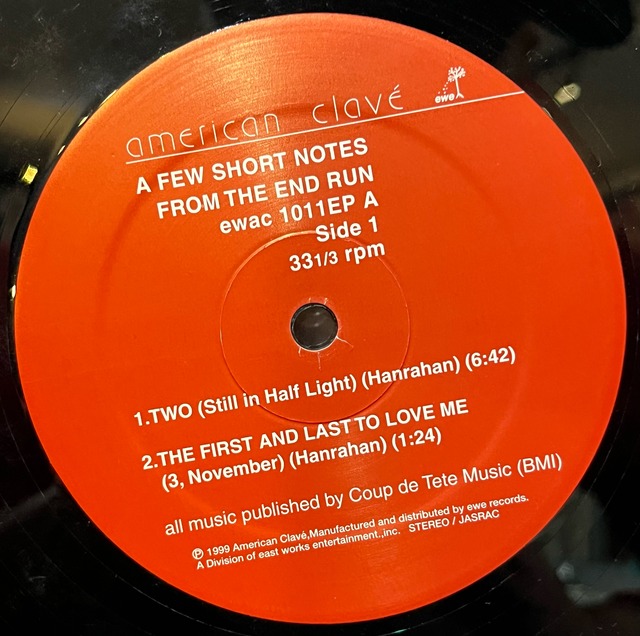 american clavé
ewe
A FEW SHORT NOTES
FROM THE END RUN
ewac 1011EP A
Side 1
331/3 rpm
1.TWO (Still in Half Light) (Hanrahan) (6:42)
2.THE FIRST AND LAST TO LOVE ME
(3, November) (Hanrahan) (1:24)
all music published by Coup de Tete Music (BMI)
℗ 1999 American Clavé,Manufactured and distributed by ewe records.
A Division of east works entertainment.,inc. STEREO / JASRAC